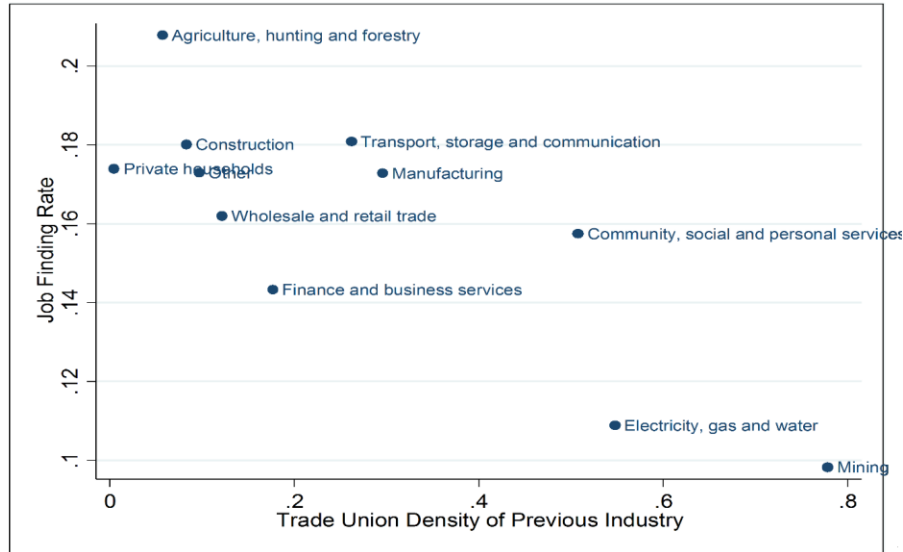 Agriculture, hunting and forestry
.2
.18
Construction
Transport, storage and communication
Private households
Other
Manufacturing
.16
Wholesale and retail trade
Community, social and personal services
.14
Finance and business services
.12
Electricity, gas and water
.1
Mining
Job Finding Rate
0 .2 .4 .6 .8
Trade Union Density of Previous Industry